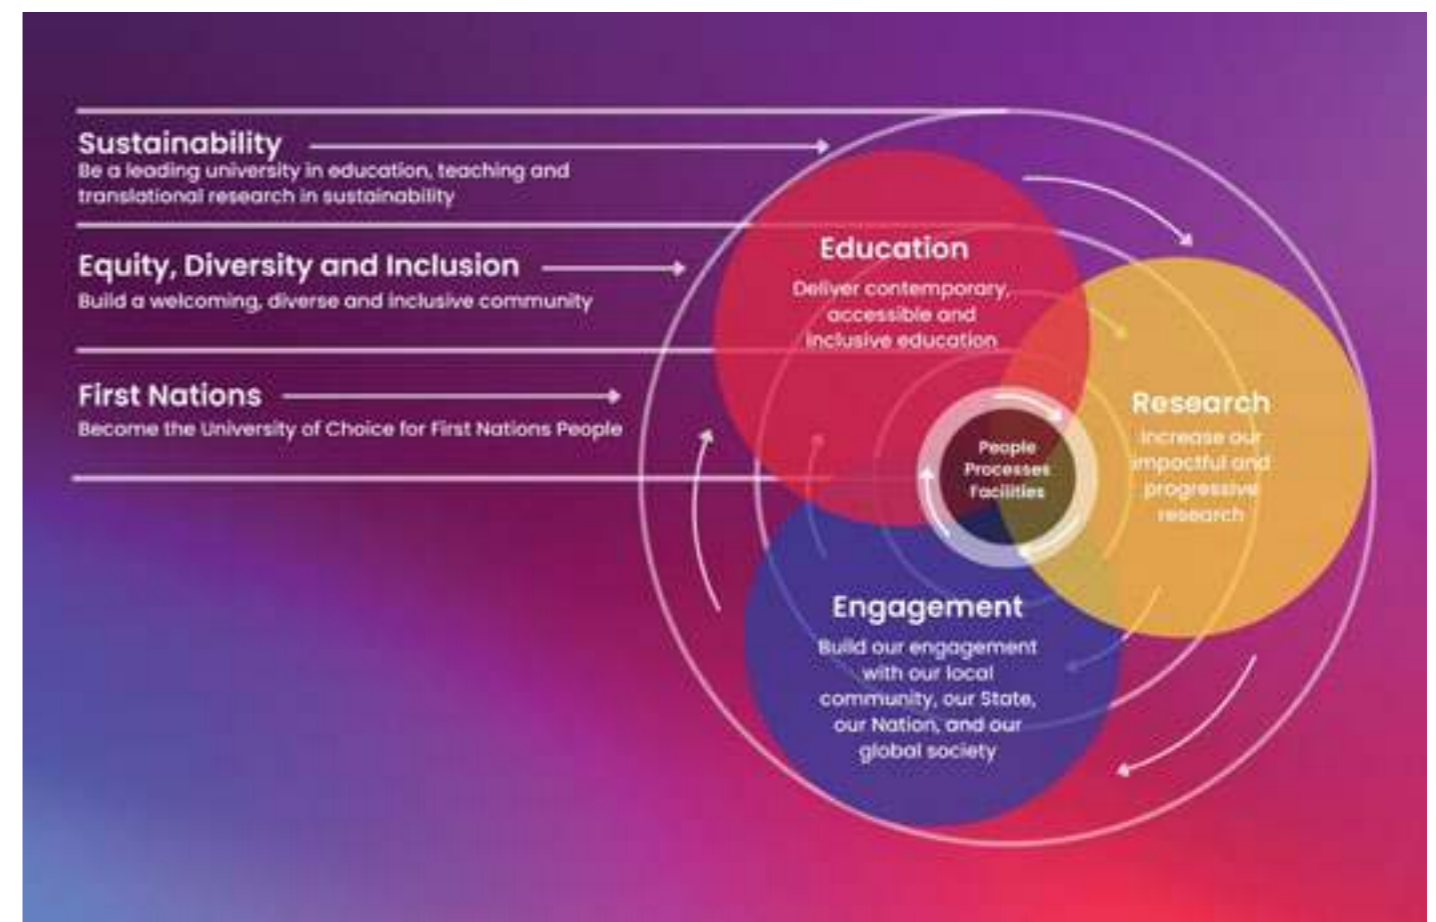 Sustainability
Be a leading university in education, teaching and
translational research in sustainability
Equity, Diversity and Inclusion
Build a welcoming, diverse and inclusive community
First Nations
Become the University of Choice for First Nations People
Education
Deliver contemporary,
accessible and
inclusive education
Research
Increase our
impactful and
progressive
research
People
Processes
Facilities
Engagement
Build our engagement
with our local
community, our State,
our Nation, and our
global society